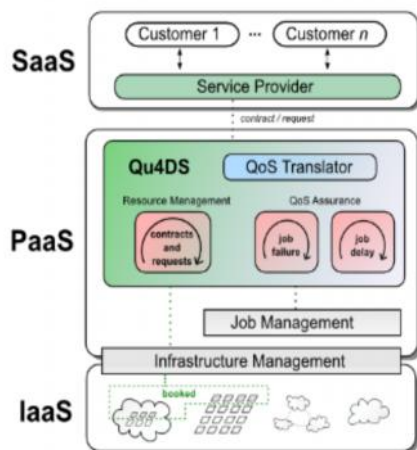 SaaS
Customer 1 ... Customer n
Service Provider
contract / request
PaaS
Qu4DS
QoS Translator
Resource Management
QoS Assurance
contracts
and
requests
job
failure
job
delay
Job Management
Infrastructure Management
IaaS
booked